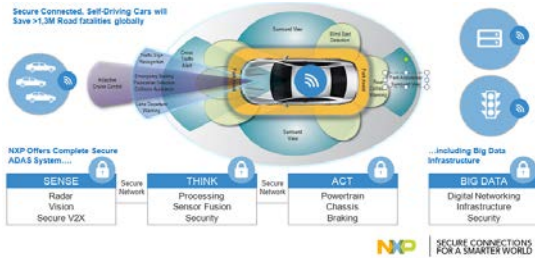 Secure Connected, Self-Driving Cars will
Save >1,3M Road fatalities globally
Surround View
Blind Spot
Detection
Traffic Sign
Recognition
Cross
Traffic
Alert
Adaptive
Cruise Control
Emergency Braking
Pedestrian Detection
Collision Avoidance
Lane Departure
Warning
Park Assist
Surround
View
NXP Offers Complete Secure
ADAS System....
...including Big Data
Infrastructure
SENSE
Radar
Vision
Secure V2X
Secure
Network
THINK
Processing
Sensor Fusion
Security
Secure
Network
ACT
Powertrain
Chassis
Braking
BIG DATA
Digital Networking
Infrastructure
Security
NXP
SECURE CONNECTIONS
FOR A SMARTER WORLD